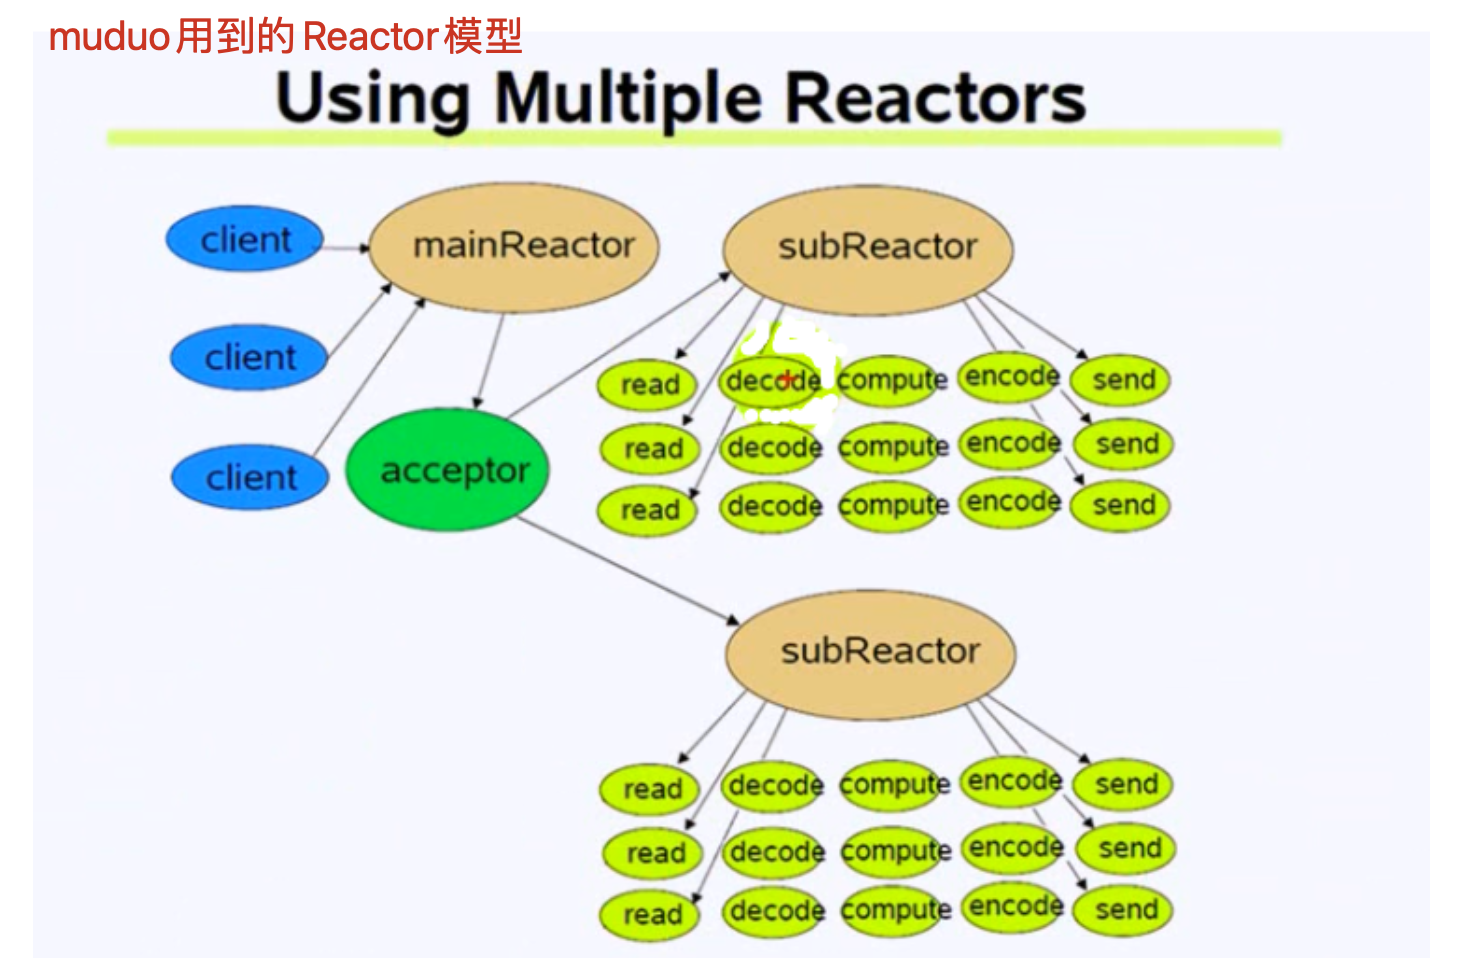 muduo用到的Reactor模型
Using Multiple Reactors
client
mainReactor
subReactor
client
read decode compute encode send
acceptor
client
read decode compute encode send
read decode compute encode send
subReactor
read decode compute encode send
read decode compute encode send
read decode compute encode send